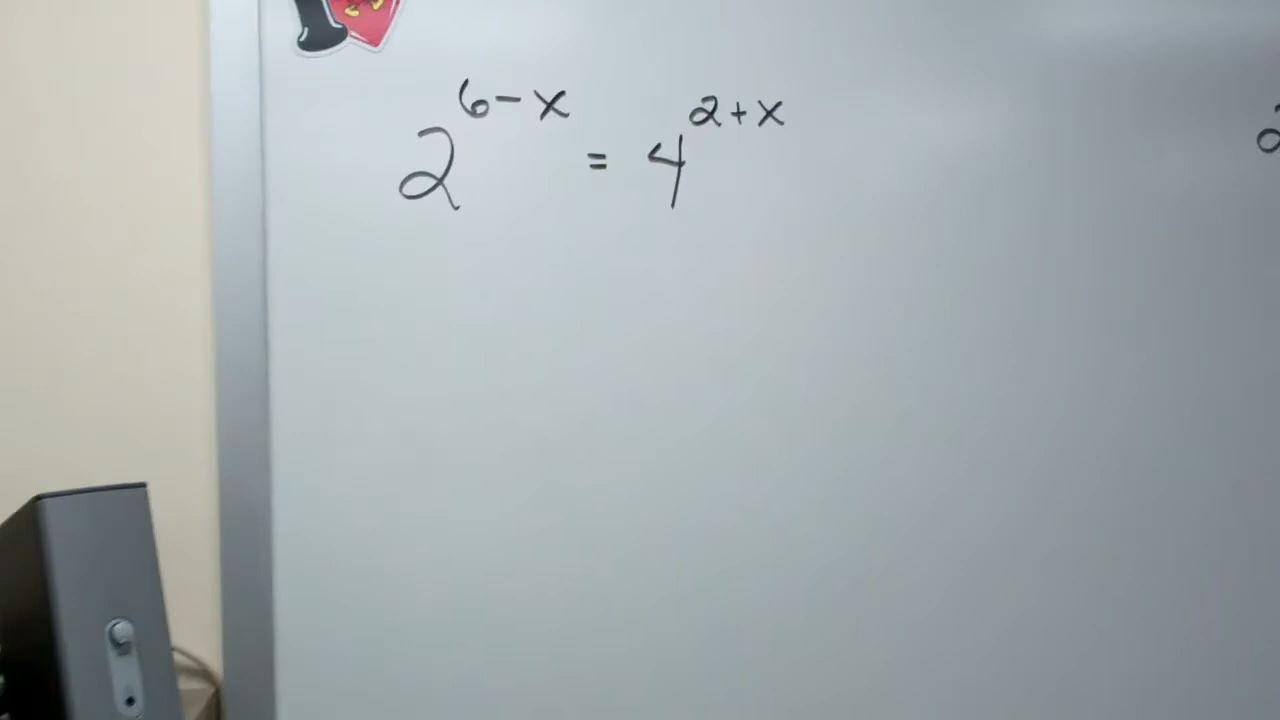 2^{6-x} = 4^{2+x}